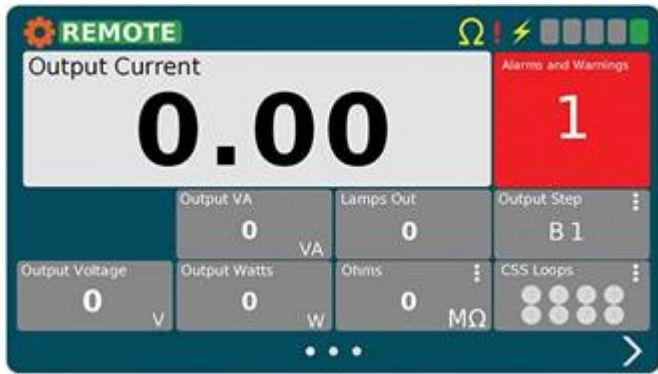 REMOTE Ω ! 
Output Current
0.00
Alarms and Warnings
1
Output VA
0
VA
Lamps Out
0
Output Step
B 1
Output Voltage
0
V
Output Watts
0
W
Ohms
0
MΩ
CSS Loops